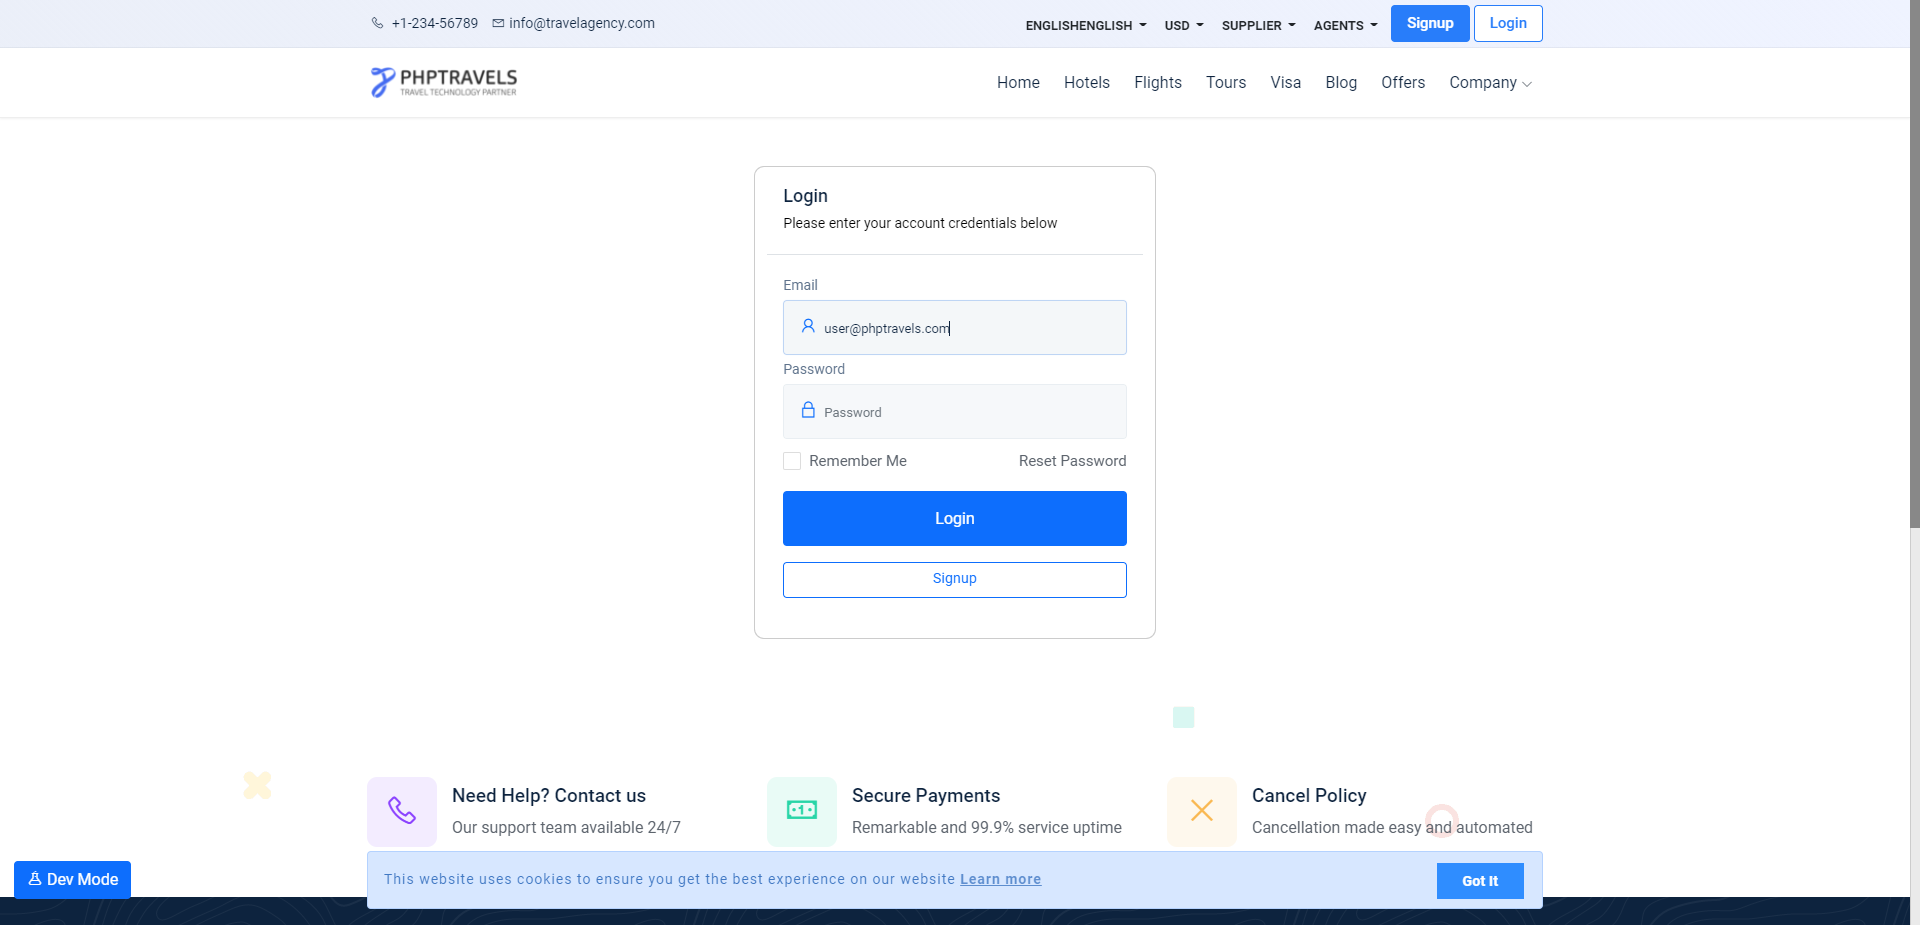 +1-234-56789 info@travelagency.com ENGLISHENGLISH USD SUPPLIER AGENTS Signup Login
PHPTRAVELS
TRAVEL TECHNOLOGY PARTNER
Home Hotels Flights Tours Visa Blog Offers Company
Login
Please enter your account credentials below
Email
user@phptravels.com
Password
Password
Remember Me Reset Password
Login
Signup
Need Help? Contact us
Our support team available 24/7
1
Secure Payments
Remarkable and 99.9% service uptime
Cancel Policy
Cancellation made easy and automated
Dev Mode
This website uses cookies to ensure you get the best experience on our website Learn more
Got It